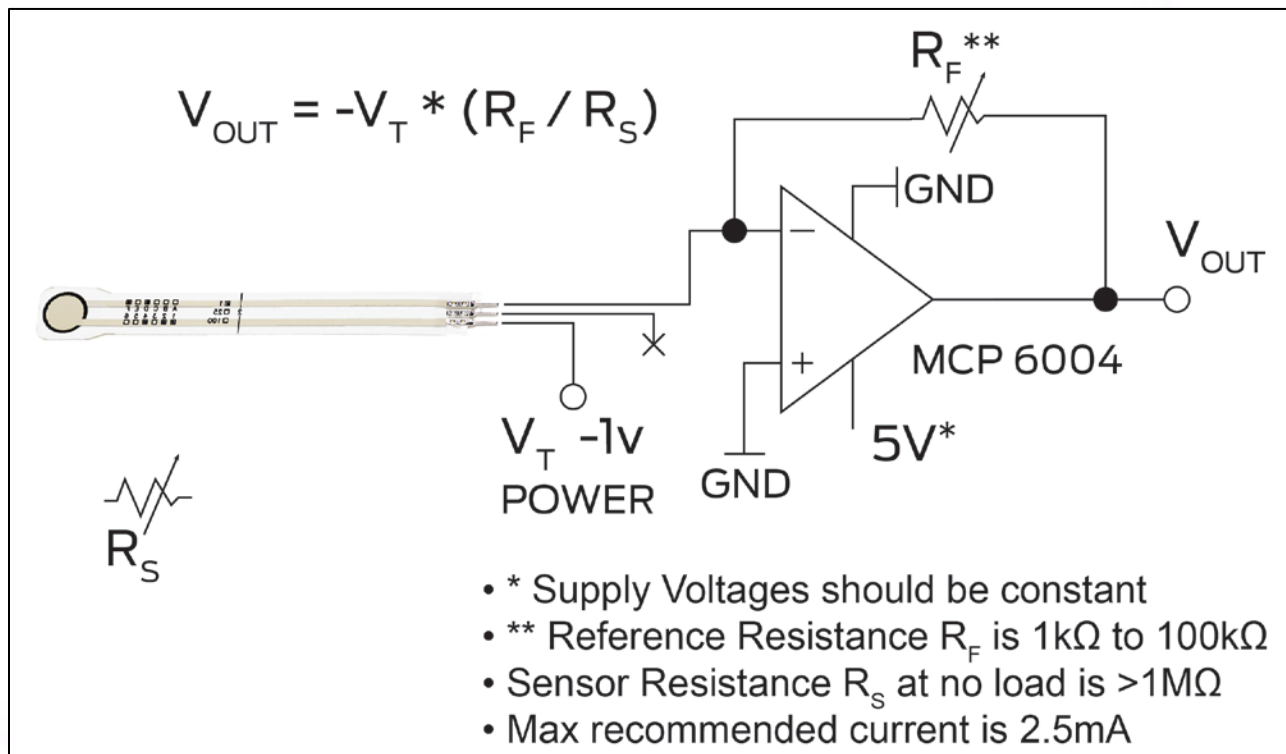 V_OUT = -V_T * (R_F / R_S)
R_F**
GND
V_OUT
MCP 6004
V_T -1v
POWER
GND
5V*
R_S
• * Supply Voltages should be constant
• ** Reference Resistance R_F is 1kΩ to 100kΩ
• Sensor Resistance R_S at no load is >1MΩ
• Max recommended current is 2.5mA